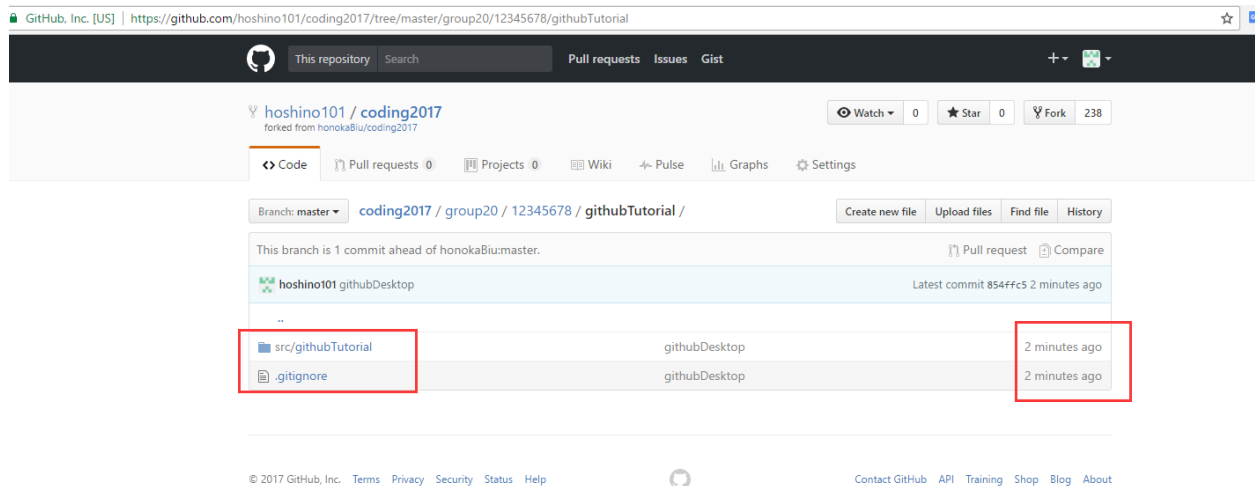 GitHub, Inc. [US] | https://github.com/hoshino101/coding2017/tree/master/group20/12345678/githubTutorial
This repository Search Pull requests Issues Gist
hoshino101 / coding2017 Watch 0 Star 0 Fork 238
forked from honokaBiu/coding2017
Code Pull requests 0 Projects 0 Wiki Pulse Graphs Settings
Branch: master coding2017 / group20 / 12345678 / githubTutorial / Create new file Upload files Find file History
This branch is 1 commit ahead of honokaBiu:master. Pull request Compare
hoshino101 githubDesktop Latest commit 854ffc5 2 minutes ago
..
src/githubTutorial githubDesktop 2 minutes ago
.gitignore githubDesktop 2 minutes ago
© 2017 GitHub, Inc. Terms Privacy Security Status Help Contact GitHub API Training Shop Blog About